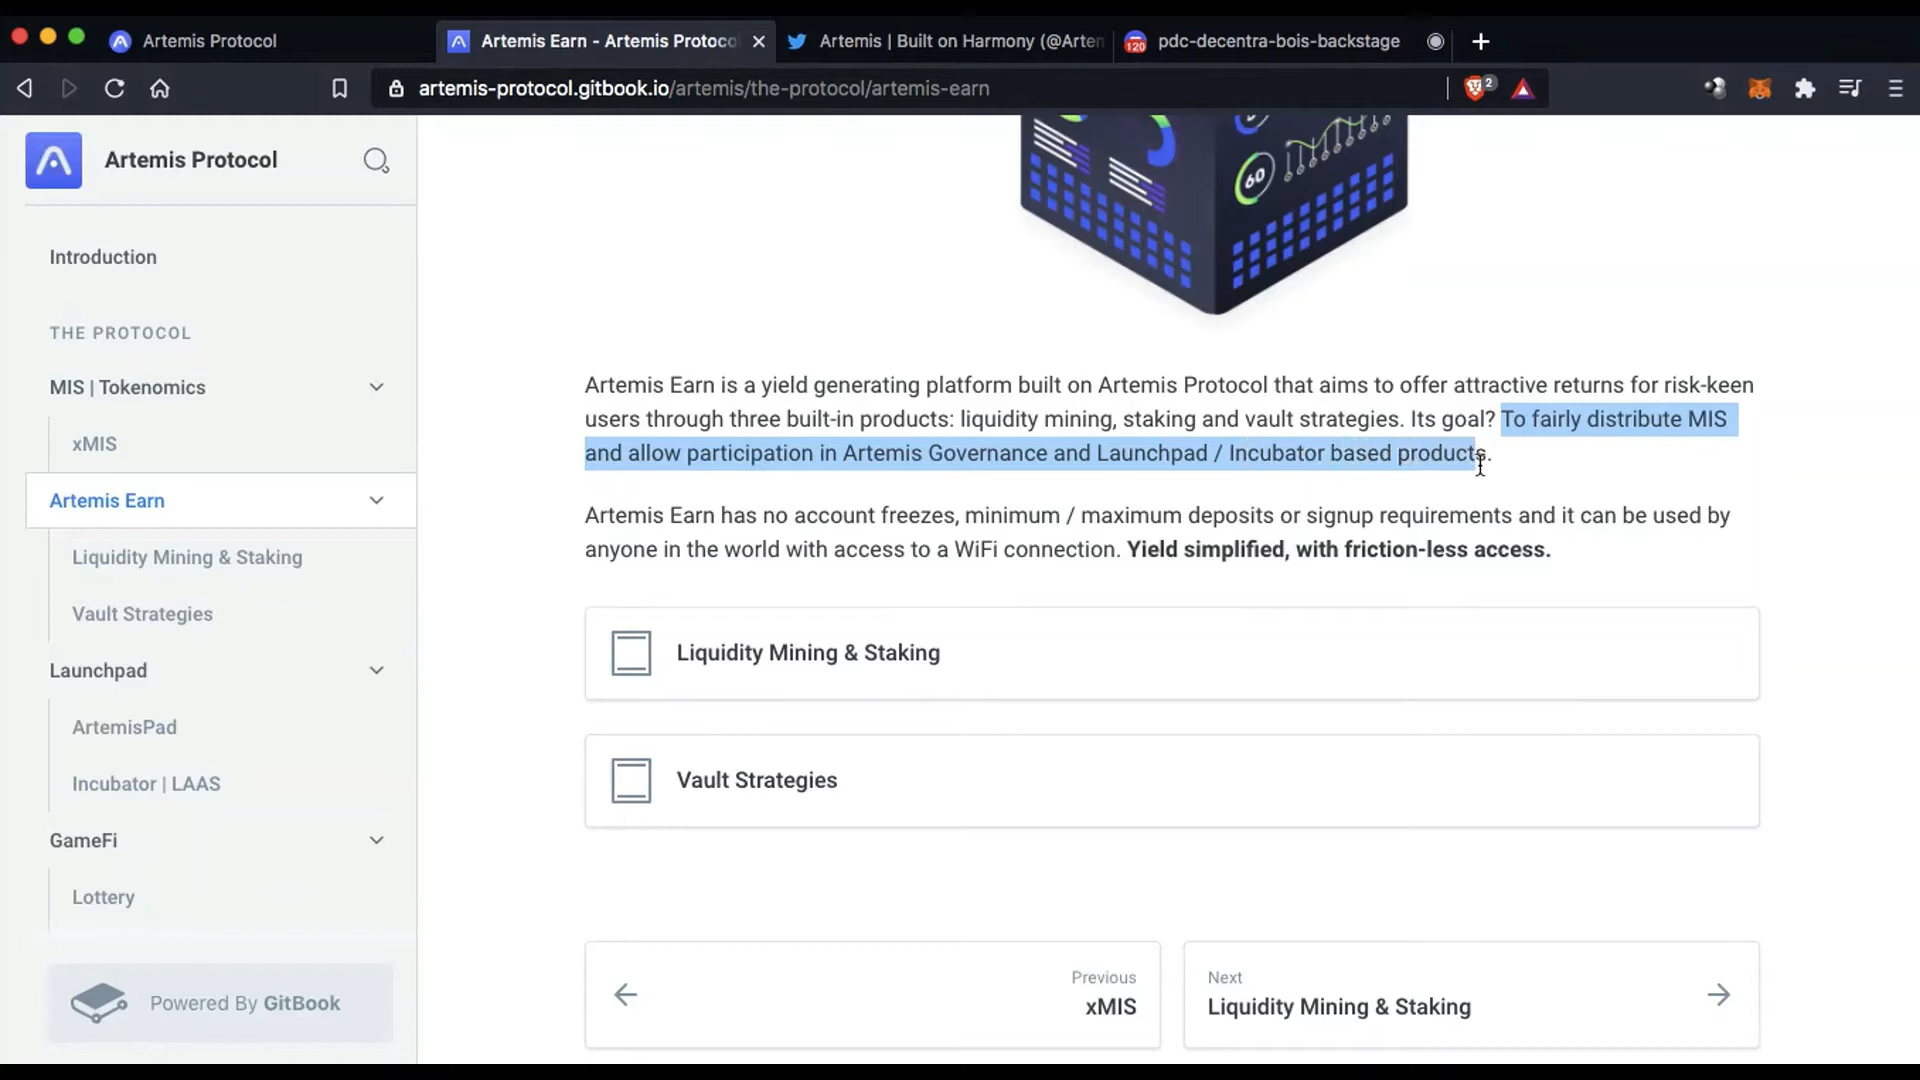 Artemis Protocol
Artemis Earn - Artemis Protoco
Artemis | Built on Harmony (@Arten
120
pdc-decentra-bois-backstage
artemis-protocol.gitbook.io/artemis/the-protocol/artemis-earn
2
Artemis Protocol
Introduction
THE PROTOCOL
MIS | Tokenomics
xMIS
Artemis Earn
Liquidity Mining & Staking
Vault Strategies
Launchpad
ArtemisPad
Incubator | LAAS
GameFi
Lottery
Powered By GitBook
60
Artemis Earn is a yield generating platform built on Artemis Protocol that aims to offer attractive returns for risk-keen
users through three built-in products: liquidity mining, staking and vault strategies. Its goal? To fairly distribute MIS
and allow participation in Artemis Governance and Launchpad / Incubator based products.
Artemis Earn has no account freezes, minimum / maximum deposits or signup requirements and it can be used by
anyone in the world with access to a WiFi connection. Yield simplified, with friction-less access.
Liquidity Mining & Staking
Vault Strategies
Previous
xMIS
Next
Liquidity Mining & Staking